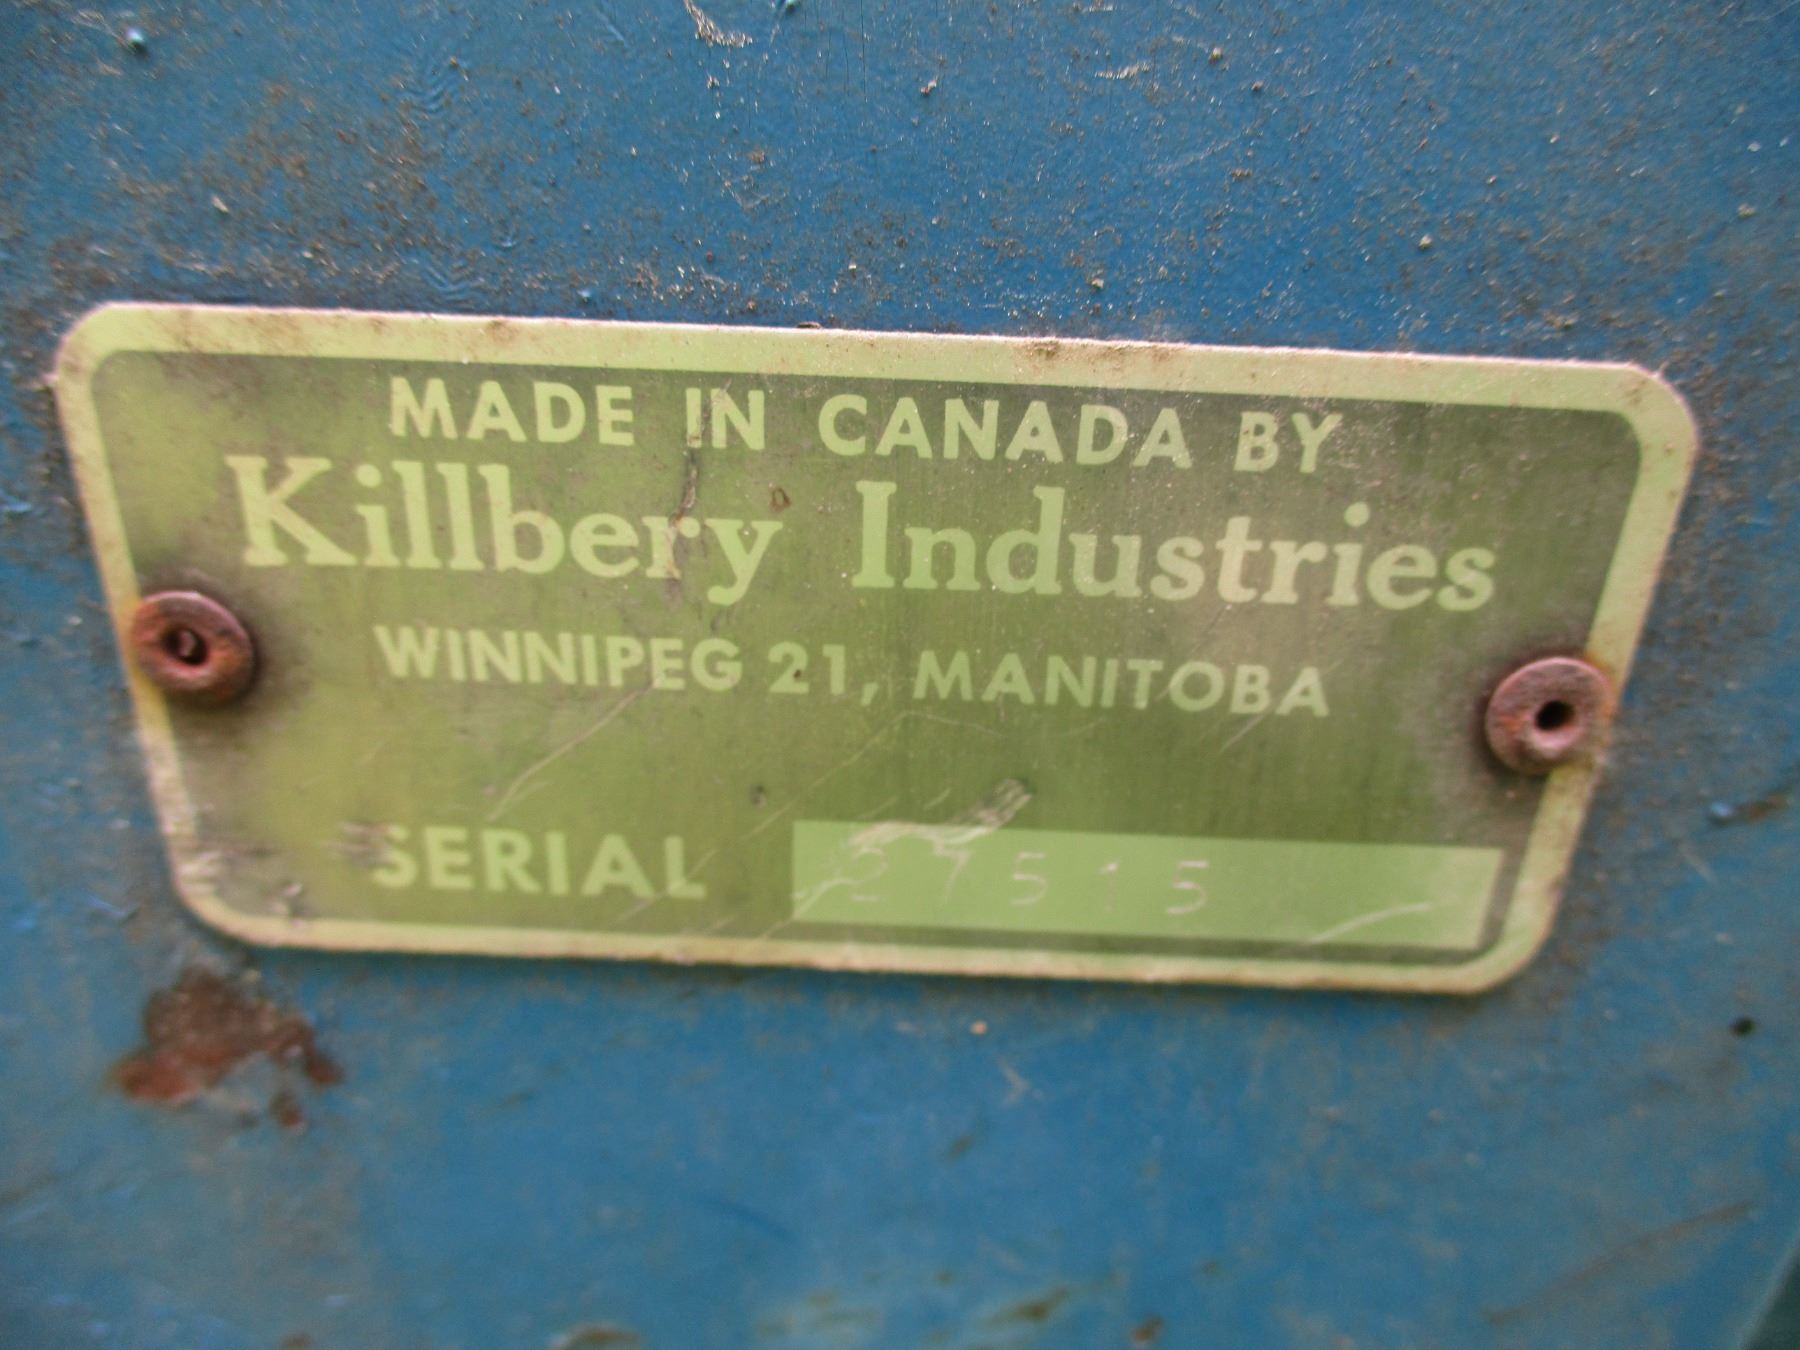 MADE IN CANADA BY
Killbery Industries
WINNIPEG 21, MANITOBA
SERIAL 27515